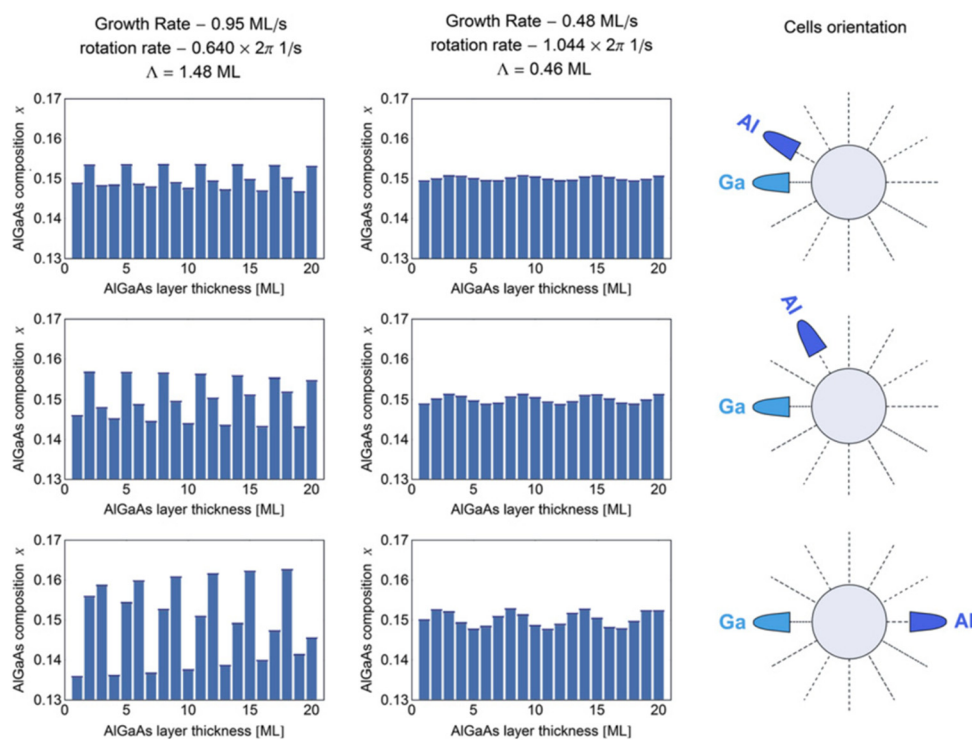 Growth Rate – 0.95 ML/s
rotation rate – 0.640 × 2π 1/s
Λ = 1.48 ML
Growth Rate – 0.48 ML/s
rotation rate – 1.044 × 2π 1/s
Λ = 0.46 ML
Cells orientation
AlGaAs composition x
0.17
0.16
0.15
0.14
0.13
0 5 10 15 20
AlGaAs layer thickness [ML]
AlGaAs composition x
0.17
0.16
0.15
0.14
0.13
0 5 10 15 20
AlGaAs layer thickness [ML]
Al
Ga
AlGaAs composition x
0.17
0.16
0.15
0.14
0.13
0 5 10 15 20
AlGaAs layer thickness [ML]
AlGaAs composition x
0.17
0.16
0.15
0.14
0.13
0 5 10 15 20
AlGaAs layer thickness [ML]
Al
Ga
AlGaAs composition x
0.17
0.16
0.15
0.14
0.13
0 5 10 15 20
AlGaAs layer thickness [ML]
AlGaAs composition x
0.17
0.16
0.15
0.14
0.13
0 5 10 15 20
AlGaAs layer thickness [ML]
Ga
Al